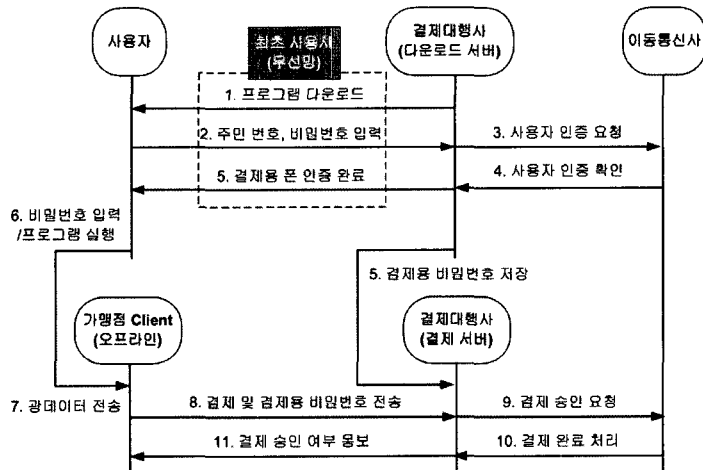 사용자
최초 사용시
(무선망)
결제대행사
(다운로드 서버)
이동통신사
1. 프로그램 다운로드
2. 주민 번호, 비밀번호 입력
3. 사용자 인증 요청
5. 결제용 폰 인증 완료
4. 사용자 인증 확인
6. 비밀번호 입력
/프로그램 실행
5. 결제용 비밀번호 저장
가맹점 Client
(오프라인)
결제대행사
(결제 서버)
7. 광데이터 전송
8. 결제 및 결제용 비밀번호 전송
9. 결제 승인 요청
11. 결제 승인 여부 통보
10. 결제 완료 처리